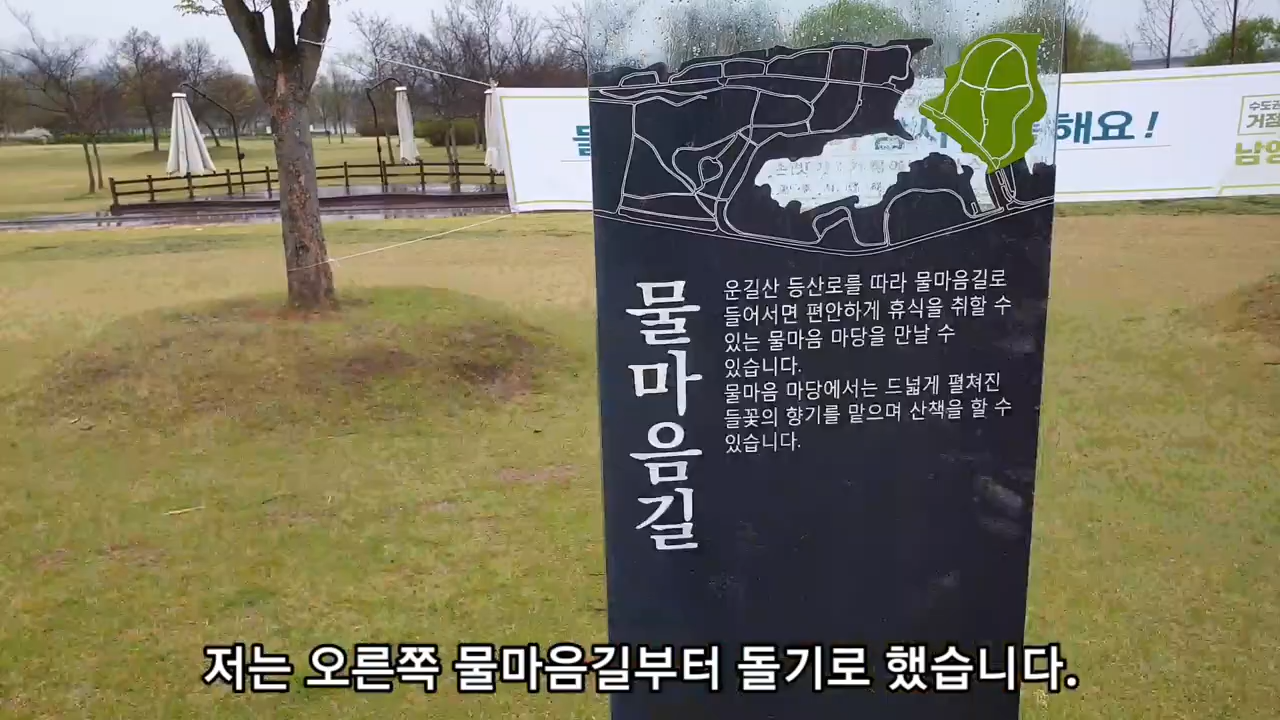 해요!
수도권
거점
남양
물마음길
운길산 등산로를 따라 물마음길로
들어서면 편안하게 휴식을 취할 수
있는 물마음 마당을 만날 수
있습니다.
물마음 마당에서는 드넓게 펼쳐진
들꽃의 향기를 맡으며 산책을 할 수
있습니다.
저는 오른쪽 물마음길부터 돌기로 했습니다.